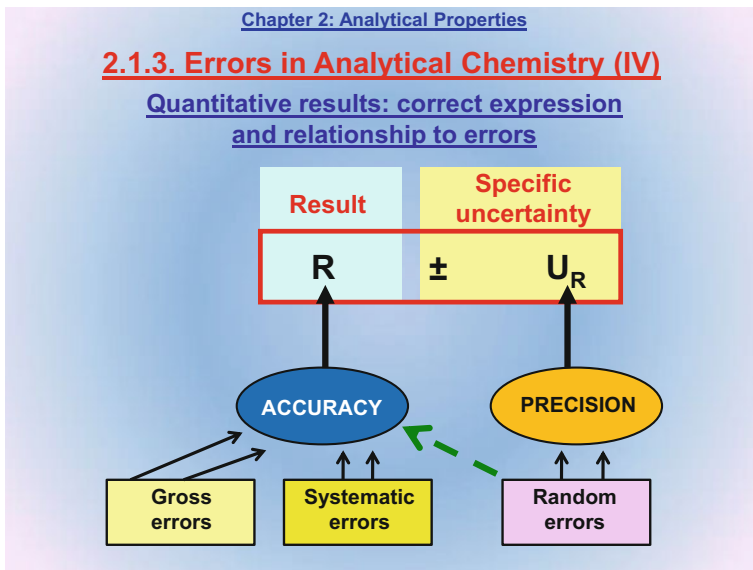 Chapter 2: Analytical Properties
2.1.3. Errors in Analytical Chemistry (IV)
Quantitative results: correct expression
and relationship to errors
Result
Specific
uncertainty
R ± UR
ACCURACY
PRECISION
Gross
errors
Systematic
errors
Random
errors